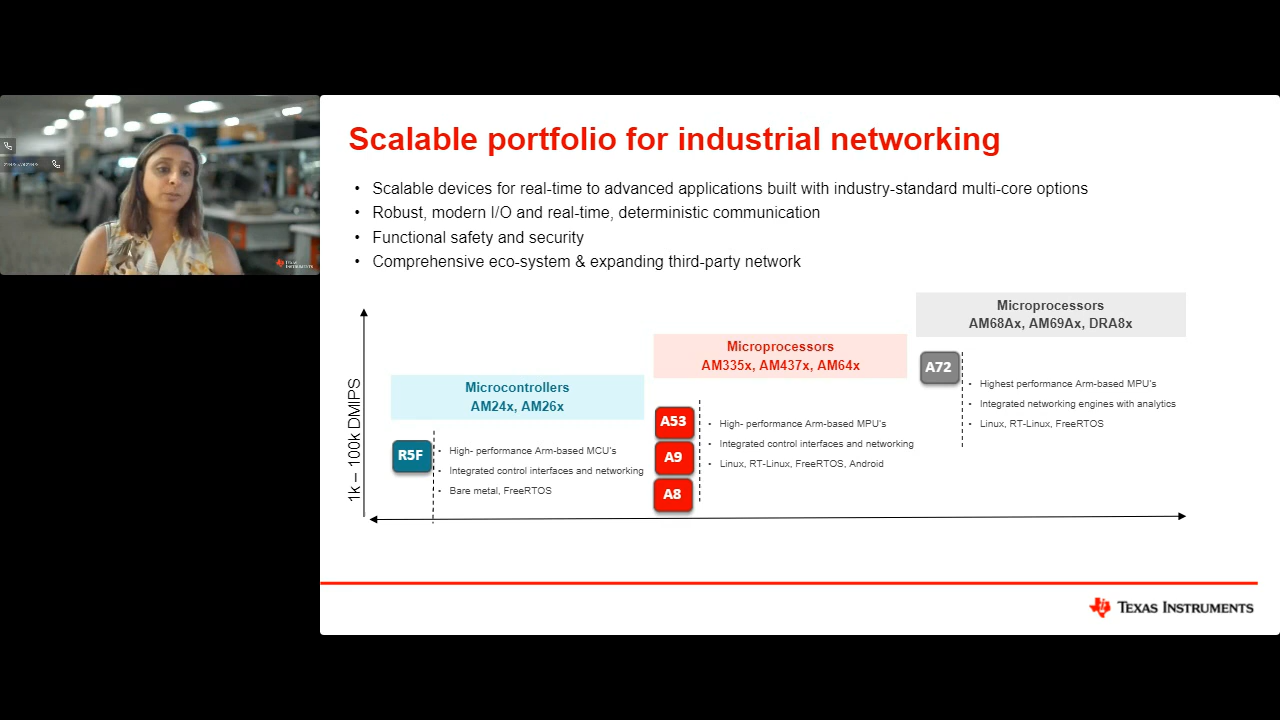 Scalable portfolio for industrial networking
• Scalable devices for real-time to advanced applications built with industry-standard multi-core options
• Robust, modern I/O and real-time, deterministic communication
• Functional safety and security
• Comprehensive eco-system & expanding third-party network
1k – 100k DMIPS
Microcontrollers
AM24x, AM26x
R5F
• High- performance Arm-based MCU's
• Integrated control interfaces and networking
• Bare metal, FreeRTOS
Microprocessors
AM335x, AM437x, AM64x
A53
A9
A8
• High- performance Arm-based MPU's
• Integrated control interfaces and networking
• Linux, RT-Linux, FreeRTOS, Android
Microprocessors
AM68Ax, AM69Ax, DRA8x
A72
• Highest performance Arm-based MPU's
• Integrated networking engines with analytics
• Linux, RT-Linux, FreeRTOS
TEXAS INSTRUMENTS
TEXAS
INSTRUMENTS